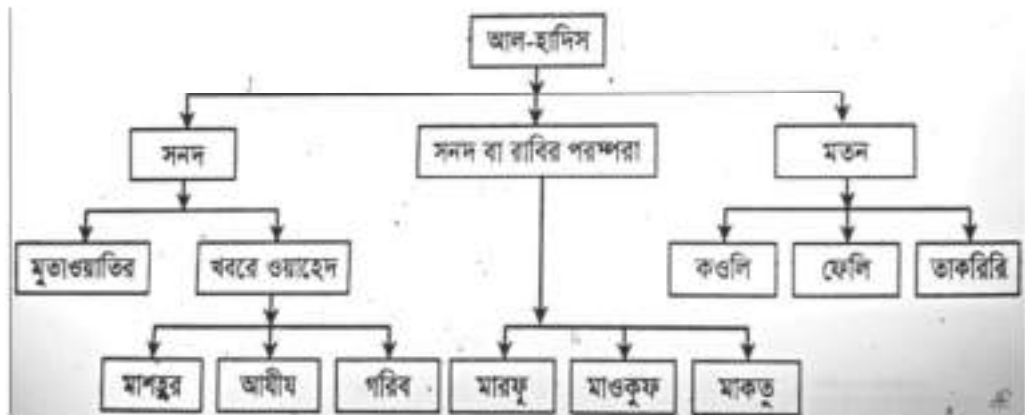 আল-হাদিস
সনদ
সনদ বা রাবির পরম্পরা
মতন
মুতাওয়াতির
খবরে ওয়াহেদ
কওলি
ফেলি
তাকরিরি
মাশহুর
আযীয
গরিব
মারফু
মাওকুফ
মাকতু